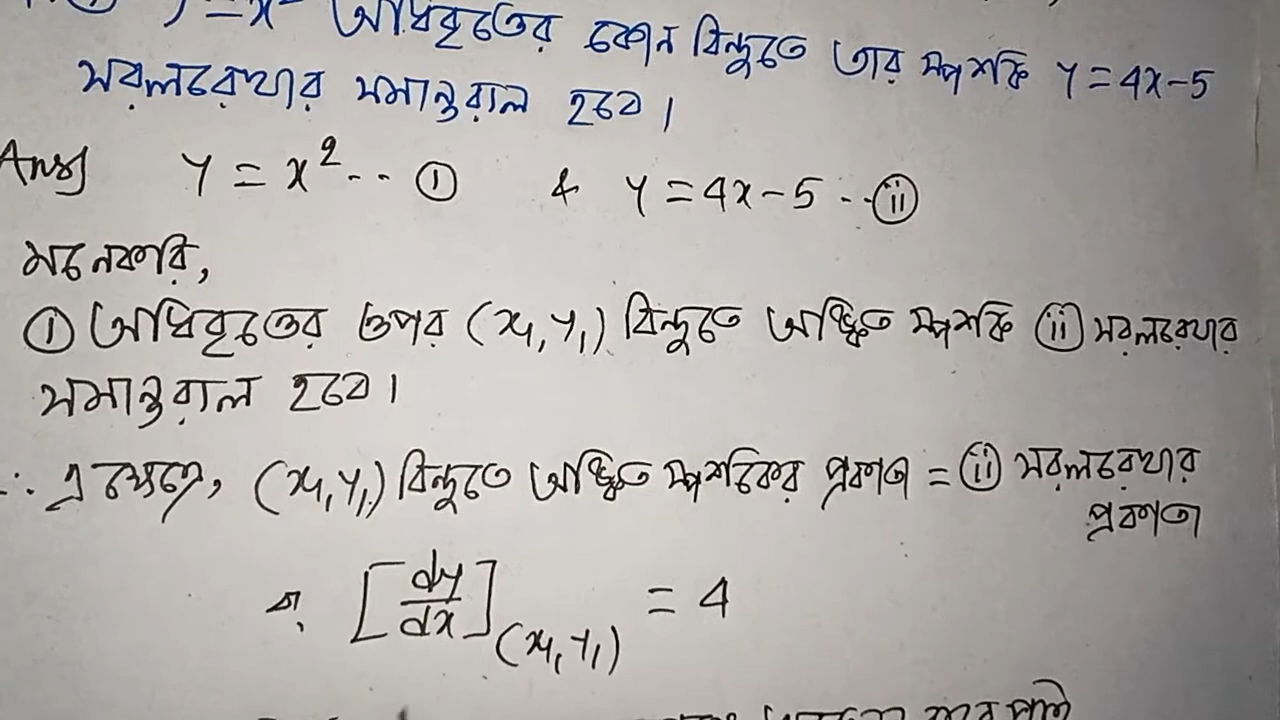 y = x² অধিবৃত্তের কোন বিন্দুতে তার স্পর্শক y = 4x - 5
সরলরেখার সমান্তরাল হবে।
Ans) y = x² ... ① & y = 4x - 5 ... ⓘⓘ
মনেকরি,
① অধিবৃত্তের ওপর (x₁, y₁) বিন্দুতে অঙ্কিত স্পর্শক ⓘⓘ সরলরেখার
সমান্তরাল হবে।
∴ এক্ষেত্রে, (x₁, y₁) বিন্দুতে অঙ্কিত স্পর্শকের প্রবণতা = ⓘⓘ সরলরেখার
প্রবণতা
বা, [dy/dx](x₁, y₁) = 4